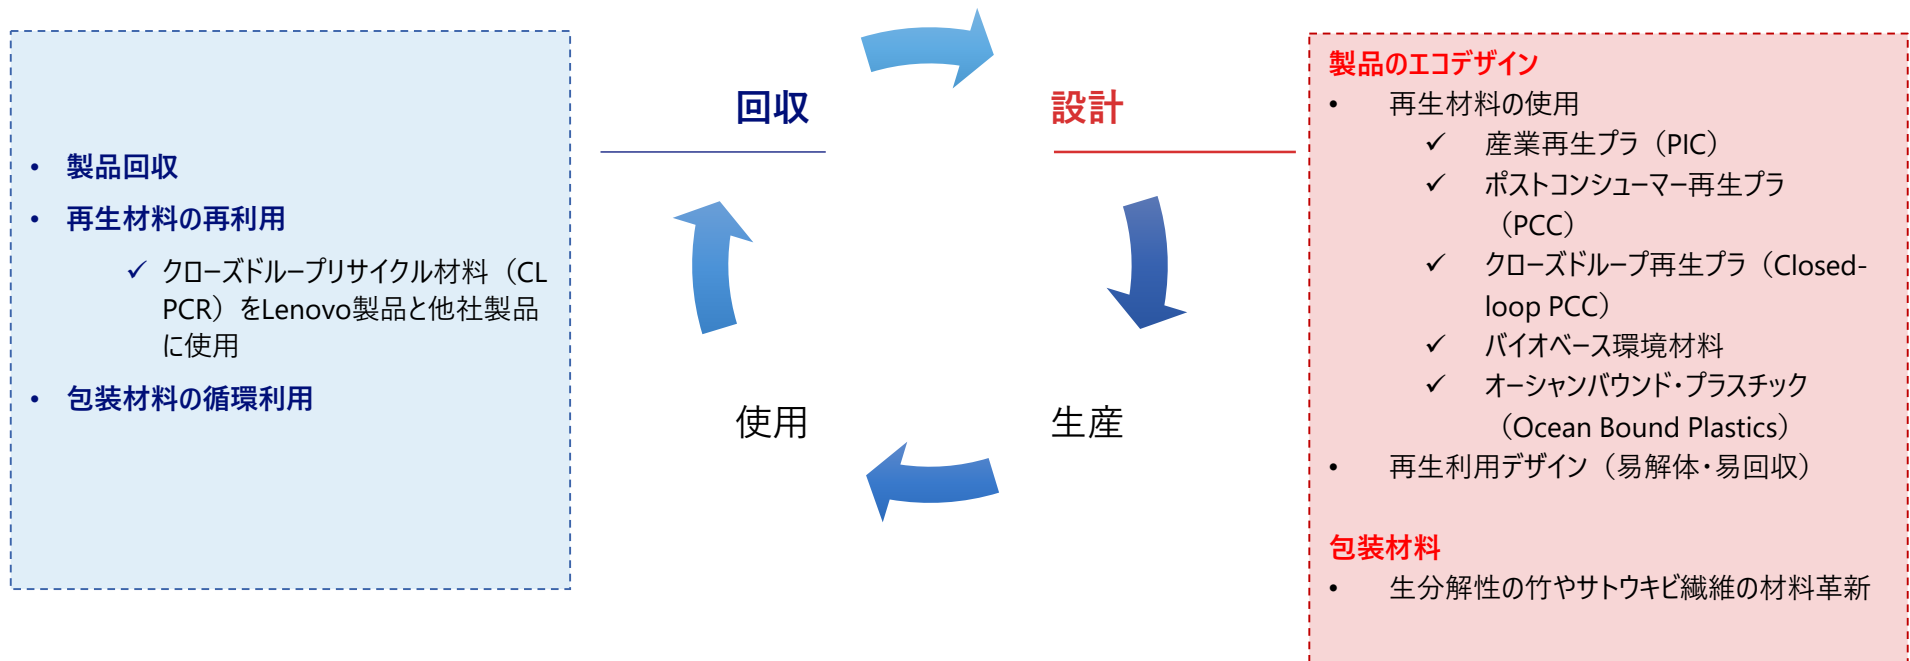 • 製品回収
• 再生材料の再利用
✓ クローズドループリサイクル材料（CL
PCR）をLenovo製品と他社製品
に使用
• 包装材料の循環利用
回収
設計
使用
生産
製品のエコデザイン
• 再生材料の使用
✓ 産業再生プラ（PIC）
✓ ポストコンシューマー再生プラ
（PCC）
✓ クローズドループ再生プラ（Closed-
loop PCC）
✓ バイオベース環境材料
✓ オーシャンバウンド・プラスチック
（Ocean Bound Plastics）
• 再生利用デザイン（易解体・易回収）
包装材料
• 生分解性の竹やサトウキビ繊維の材料革新